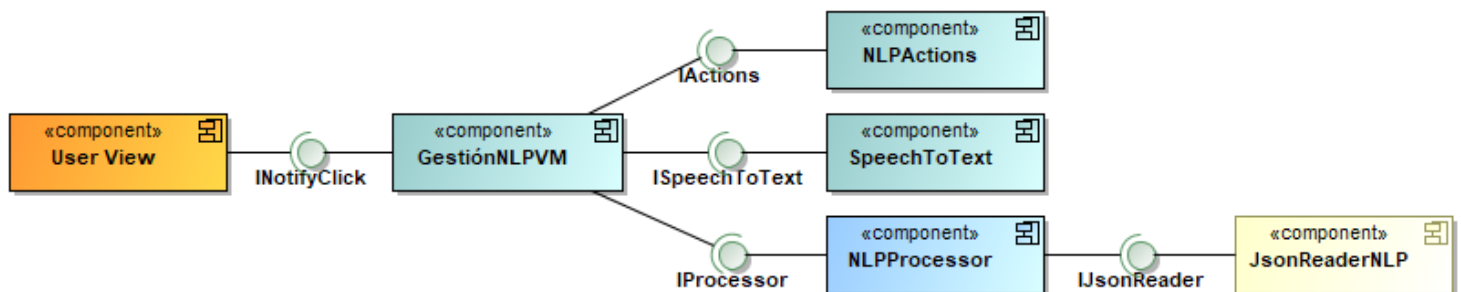 «component»
NLPActions
IActions
«component»
User View
INotifyClick
«component»
GestiónNLPVM
ISpeechToText
«component»
SpeechToText
IProcessor
«component»
NLPProcessor
IJsonReader
«component»
JsonReaderNLP